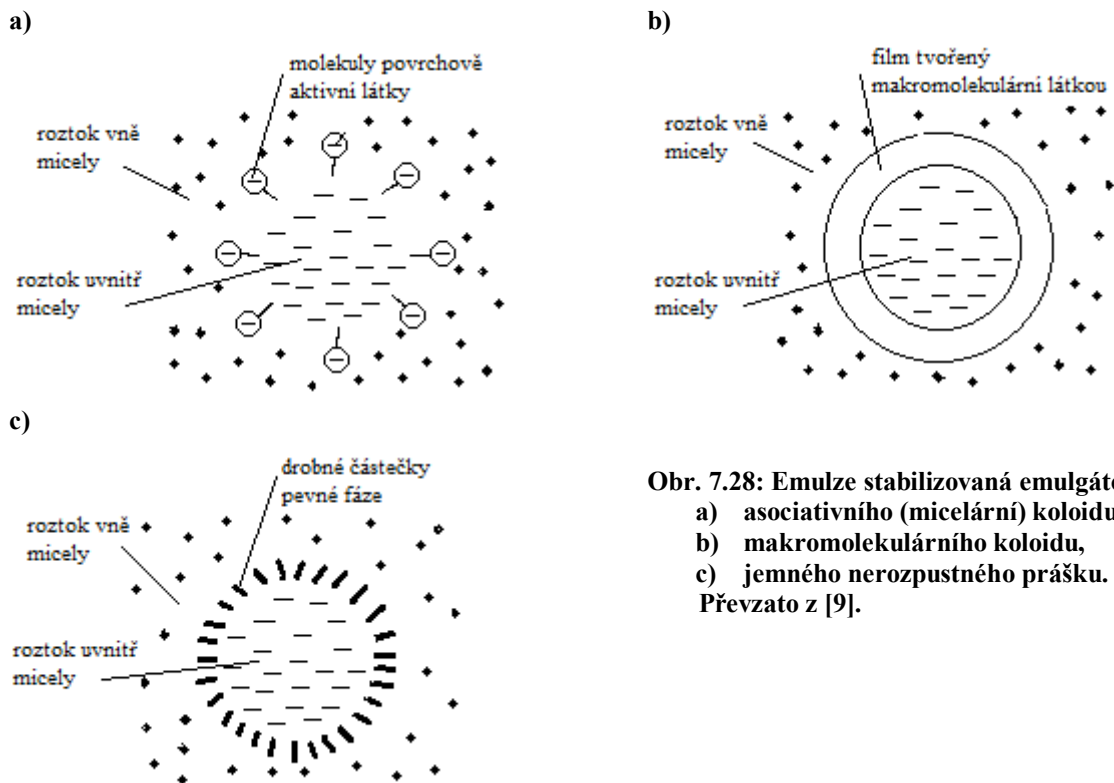 a)
molekuly povrchově
aktivní látky
roztok vně
micely
roztok uvnitř
micely
b)
film tvořený
makromolekulární látkou
roztok vně
micely
roztok uvnitř
micely
c)
drobné částečky
pevné fáze
roztok vně
micely
roztok uvnitř
micely
Obr. 7.28: Emulze stabilizovaná
a) asociativního (micelární) koloidu
b) makromolekulárního koloidu,
c) jemného nerozpustného prášku.
Převzato z [9].